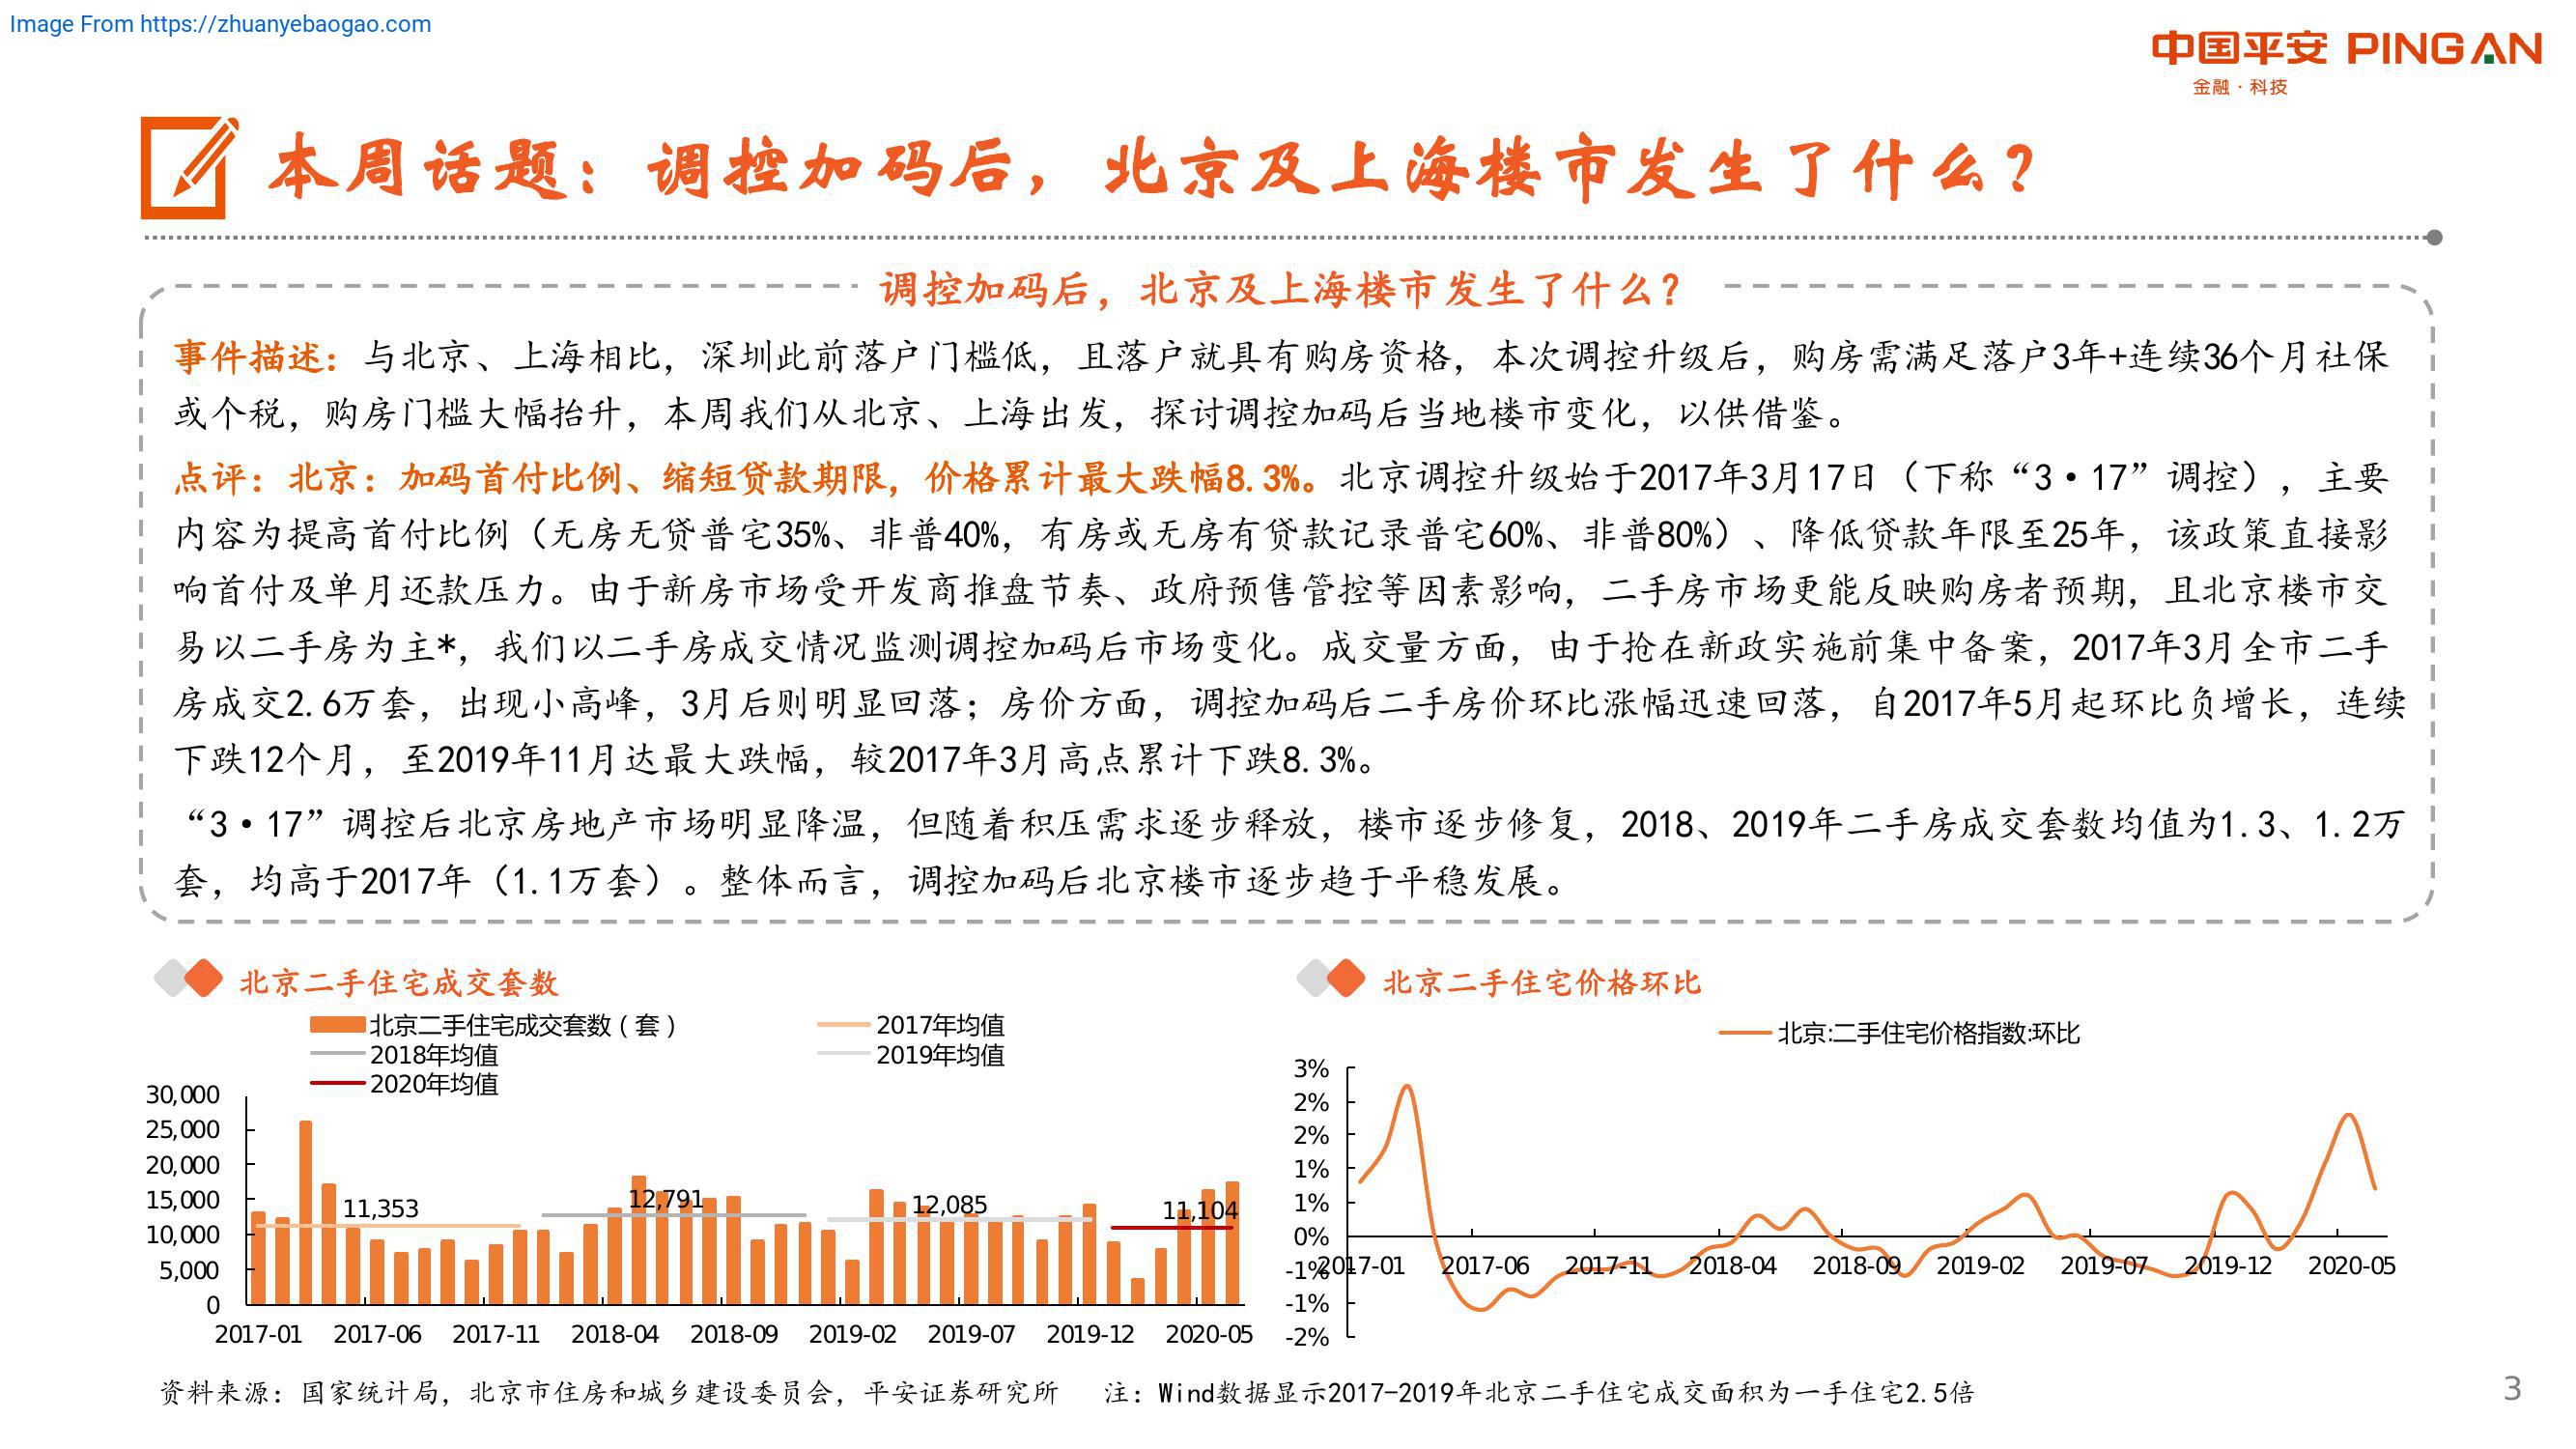 Image From https://zhuanyebaogao.com
中国平安 PINGAN
金融·科技
本周话题：调控加码后，北京及上海楼市发生了什么？
调控加码后，北京及上海楼市发生了什么？
事件描述：与北京、上海相比，深圳此前落户门槛低，且落户就具有购房资格，本次调控升级后，购房需满足落户3年+连续36个月社保
或个税，购房门槛大幅抬升，本周我们从北京、上海出发，探讨调控加码后当地楼市变化，以供借鉴。
点评：北京：加码首付比例、缩短贷款期限，价格累计最大跌幅8.3%。北京调控升级始于2017年3月17日（下称“3•17”调控），主要
内容为提高首付比例（无房无贷普宅35%、非普40%，有房或无房有贷款记录普宅60%、非普80%）、降低贷款年限至25年，该政策直接影
响首付及单月还款压力。由于新房市场受开发商推盘节奏、政府预售管控等因素影响，二手房市场更能反映购房者预期，且北京楼市交
易以二手房为主*，我们以二手房成交情况监测调控加码后市场变化。成交量方面，由于抢在新政实施前集中备案，2017年3月全市二手
房成交2.6万套，出现小高峰，3月后则明显回落；房价方面，调控加码后二手房价环比涨幅迅速回落，自2017年5月起环比负增长，连续
下跌12个月，至2019年11月达最大跌幅，较2017年3月高点累计下跌8.3%。
“3•17”调控后北京房地产市场明显降温，但随着积压需求逐步释放，楼市逐步修复，2018、2019年二手房成交套数均值为1.3、1.2万
套，均高于2017年（1.1万套）。整体而言，调控加码后北京楼市逐步趋于平稳发展。
北京二手住宅成交套数
北京二手住宅成交套数（套）
2017年均值
2018年均值
2019年均值
2020年均值
30,000
25,000
20,000
15,000
10,000
5,000
0
11,353
12,791
12,085
11,104
2017-01 2017-06 2017-11 2018-04 2018-09 2019-02 2019-07 2019-12 2020-05
北京二手住宅价格环比
北京:二手住宅价格指数:环比
3%
2%
2%
1%
1%
0%
-1%
-1%
-2%
2017-01 2017-06 2017-11 2018-04 2018-09 2019-02 2019-07 2019-12 2020-05
资料来源：国家统计局，北京市住房和城乡建设委员会，平安证券研究所 注：Wind数据显示2017-2019年北京二手住宅成交面积为一手住宅2.5倍
3